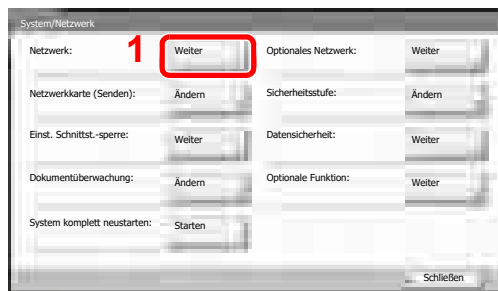 System/Netzwerk
Netzwerk: 1 Weiter Optionales Netzwerk: Weiter
Netzwerkkarte (Senden): Ändern Sicherheitsstufe: Ändern
Einst. Schnittst.-sperre: Weiter Datensicherheit: Weiter
Dokumentüberwachung: Ändern Optionale Funktion: Weiter
System komplett neustarten: Starten
Schließen